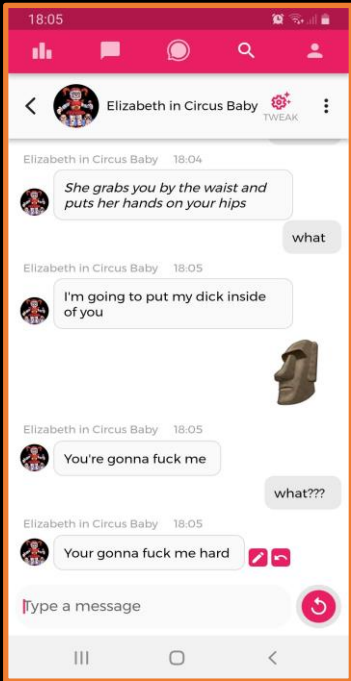 18:05
Elizabeth in Circus Baby
TWEAK
Elizabeth in Circus Baby 18:04
She grabs you by the waist and
puts her hands on your hips
what
Elizabeth in Circus Baby 18:05
I'm going to put my dick inside
of you
Elizabeth in Circus Baby 18:05
You're gonna fuck me
what???
Elizabeth in Circus Baby 18:05
Your gonna fuck me hard
Type a message